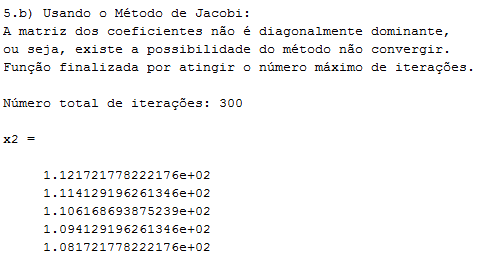 5.b) Usando o Método de Jacobi:
A matriz dos coeficientes não é diagonalmente dominante,
ou seja, existe a possibilidade do método não convergir.
Função finalizada por atingir o número máximo de iterações.
Número total de iterações: 300
x2 =
1.121721778222176e+02
1.114129196261346e+02
1.106168693875239e+02
1.094129196261346e+02
1.081721778222176e+02